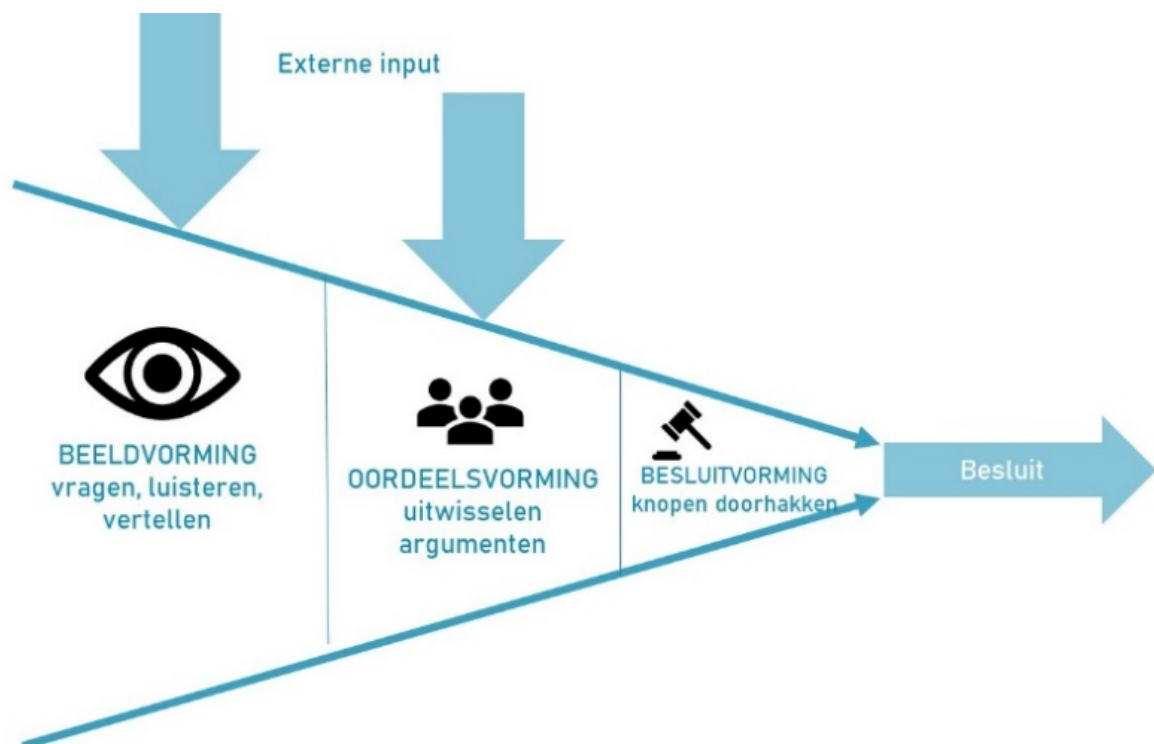 Externe input
BEELDVORMING
vragen, luisteren,
vertellen
OORDEELSVORMING
uitwisselen
argumenten
BESLUITVORMING
knopen doorhakken
Besluit